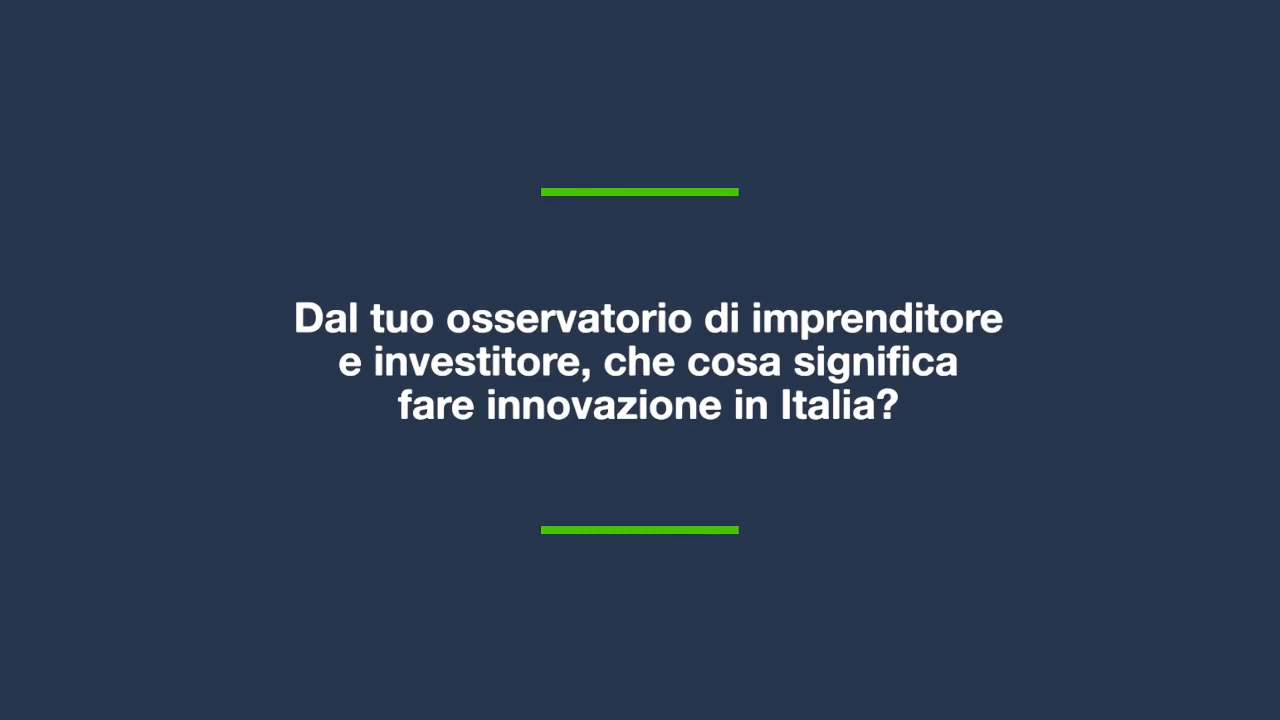 Dal tuo osservatorio di imprenditore
e investitore, che cosa significa
fare innovazione in Italia?